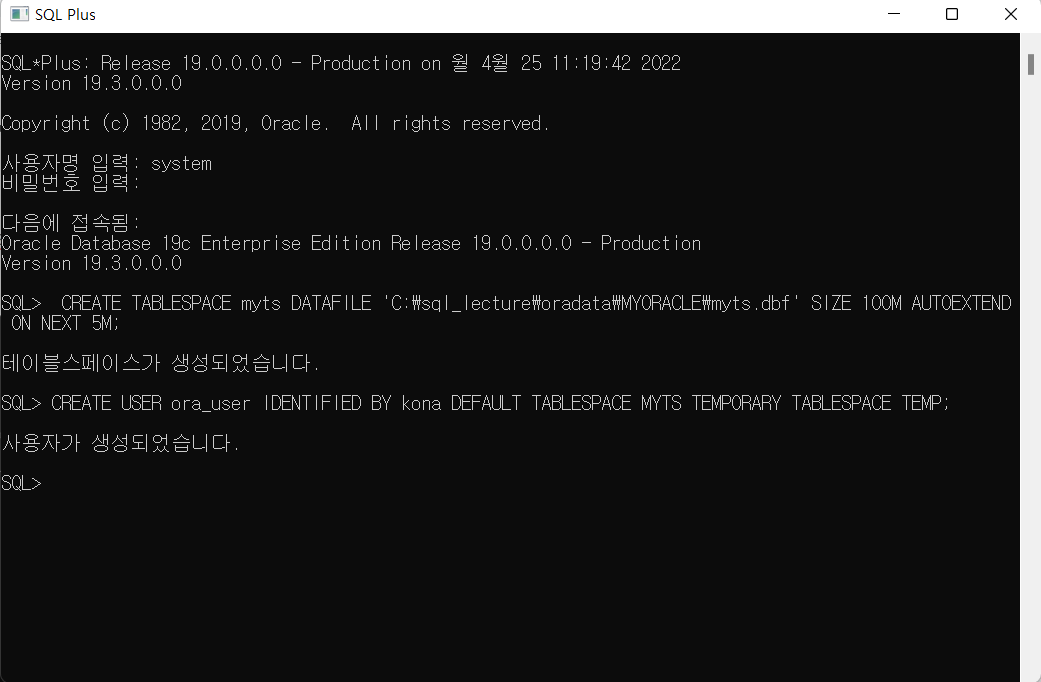 SQL Plus
SQL*Plus: Release 19.0.0.0.0 - Production on 월 4월 25 11:19:42 2022
Version 19.3.0.0.0
Copyright (c) 1982, 2019, Oracle.  All rights reserved.
사용자명 입력: system
비밀번호 입력:
다음에 접속됨:
Oracle Database 19c Enterprise Edition Release 19.0.0.0.0 - Production
Version 19.3.0.0.0
SQL>  CREATE TABLESPACE myts DATAFILE 'C:₩sql_lecture₩oradata₩MYORACLE₩myts.dbf' SIZE 100M AUTOEXTEND
ON NEXT 5M;
테이블스페이스가 생성되었습니다.
SQL> CREATE USER ora_user IDENTIFIED BY kona DEFAULT TABLESPACE MYTS TEMPORARY TABLESPACE TEMP;
사용자가 생성되었습니다.
SQL>